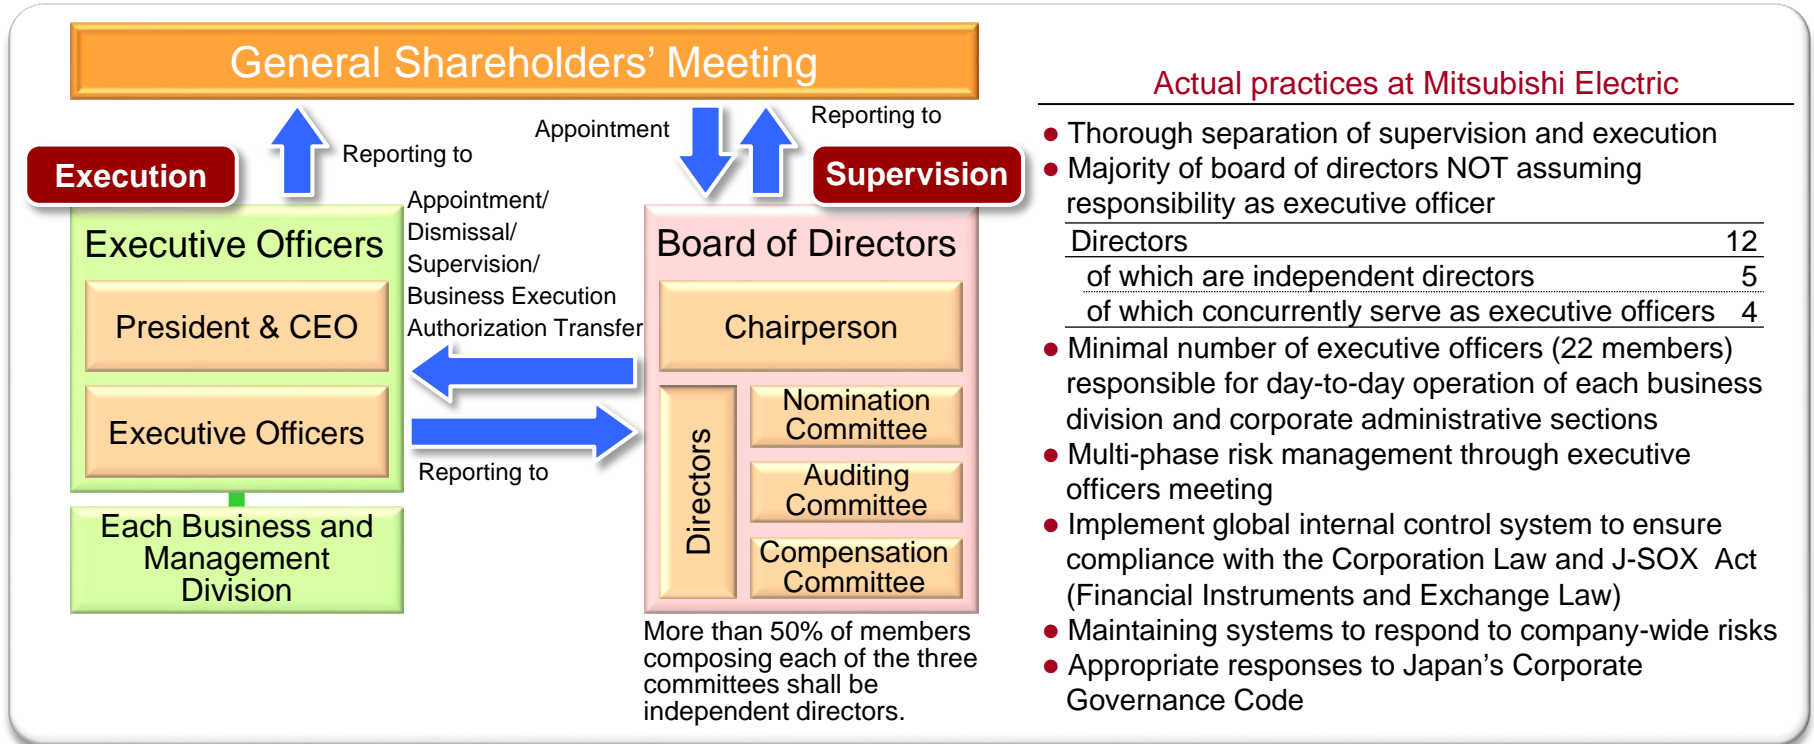 General Shareholders’ Meeting
Reporting to
Appointment
Reporting to
Execution
Supervision
Appointment/
Dismissal/
Supervision/
Business Execution
Authorization Transfer
Executive Officers
President & CEO
Executive Officers
Reporting to
Each Business and
Management
Division
Board of Directors
Chairperson
Directors
Nomination
Committee
Auditing
Committee
Compensation
Committee
More than 50% of members
composing each of the three
committees shall be
independent directors.
Actual practices at Mitsubishi Electric
● Thorough separation of supervision and execution
● Majority of board of directors NOT assuming
responsibility as executive officer
Directors 12
of which are independent directors 5
of which concurrently serve as executive officers 4
● Minimal number of executive officers (22 members)
responsible for day-to-day operation of each business
division and corporate administrative sections
● Multi-phase risk management through executive
officers meeting
● Implement global internal control system to ensure
compliance with the Corporation Law and J-SOX Act
(Financial Instruments and Exchange Law)
● Maintaining systems to respond to company-wide risks
● Appropriate responses to Japan’s Corporate
Governance Code